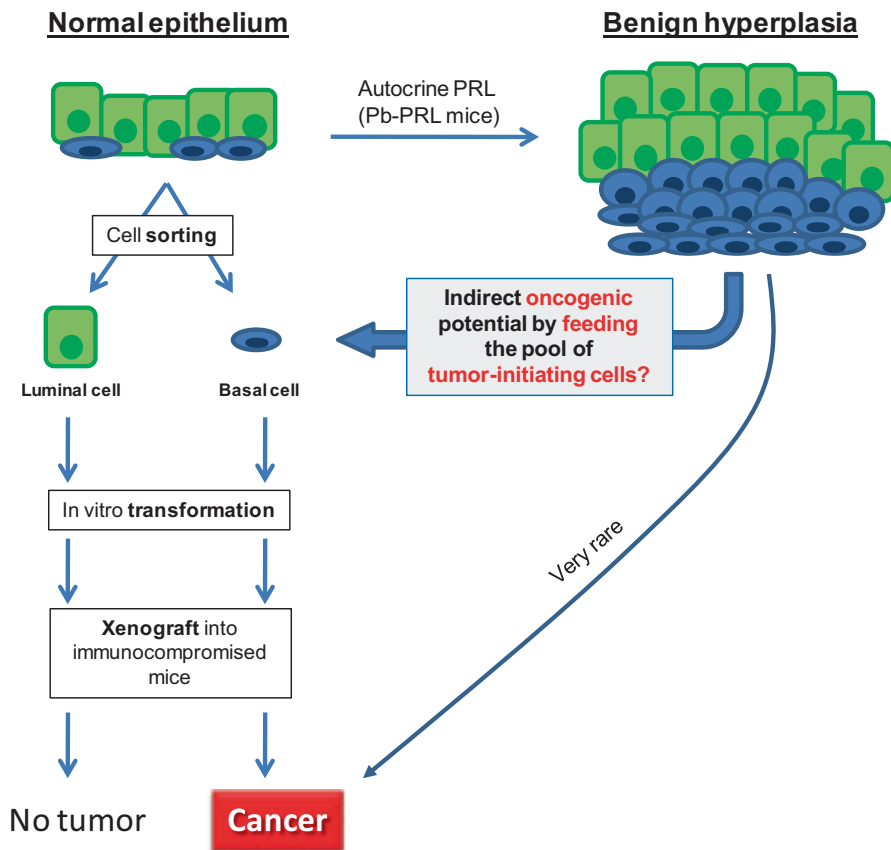 Normal epithelium
Benign hyperplasia
Autocrine PRL
(Pb-PRL mice)
Cell sorting
Indirect oncogenic
potential by feeding
the pool of
tumor-initiating cells?
Luminal cell
Basal cell
In vitro transformation
Very rare
Xenograft into
immunocompromised
mice
No tumor
Cancer